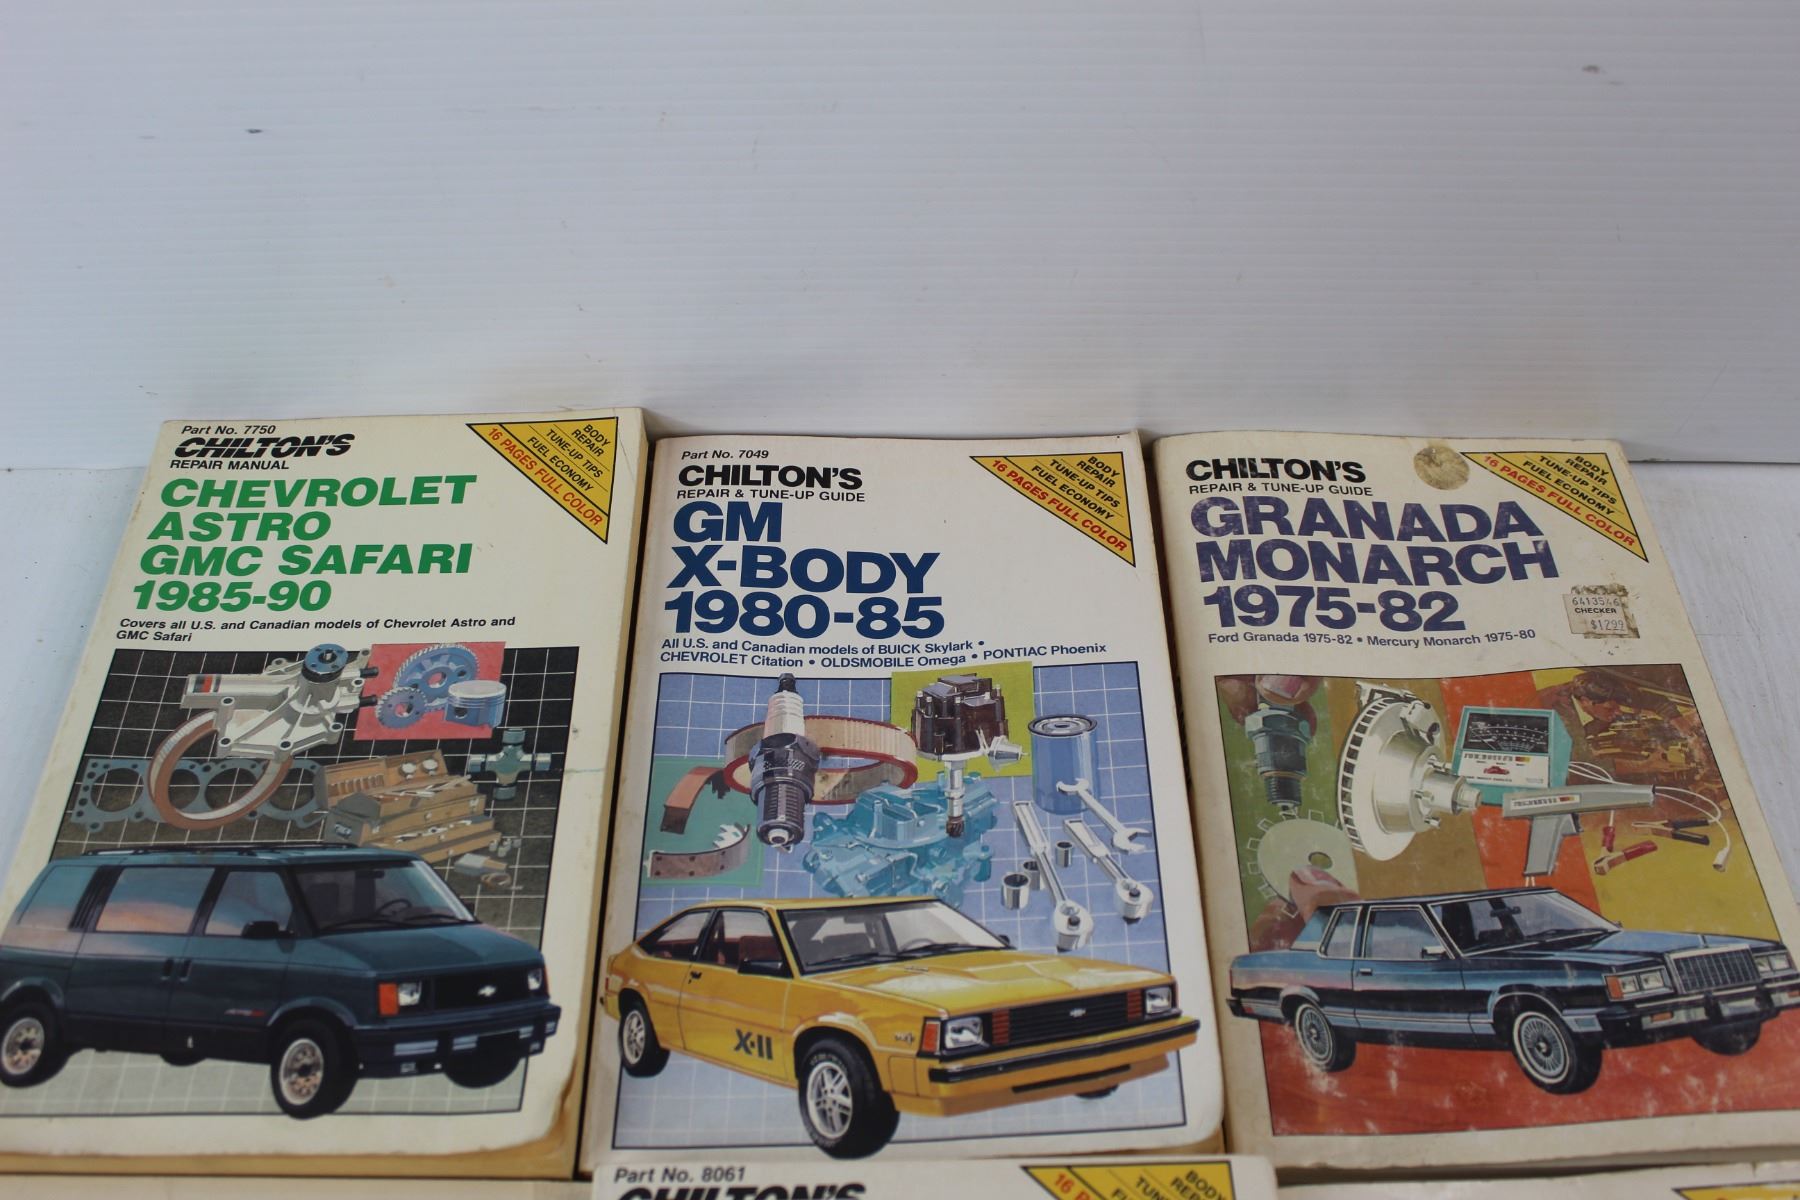 Part No. 7750
CHILTON'S
REPAIR MANUAL
BODY
REPAIR
TUNE-UP TIPS
FUEL ECONOMY
16 PAGES FULL COLOR
CHEVROLET
ASTRO
GMC SAFARI
1985-90
Covers all U.S. and Canadian models of Chevrolet Astro and
GMC Safari
Part No. 7049
CHILTON'S
REPAIR & TUNE-UP GUIDE
BODY
REPAIR
TUNE-UP TIPS
FUEL ECONOMY
16 PAGES FULL COLOR
GM
X-BODY
1980-85
All U.S. and Canadian models of BUICK Skylark •
CHEVROLET Citation • OLDSMOBILE Omega • PONTIAC Phoenix
X-11
CHILTON'S
REPAIR & TUNE-UP GUIDE
BODY
REPAIR
TUNE-UP TIPS
FUEL ECONOMY
16 PAGES FULL COLOR
GRANADA
MONARCH
1975-82
6413546
CHECKER
$12.99
Ford Granada 1975-82 • Mercury Monarch 1975-80
Part No. 8061
CHILTON'S
BODY